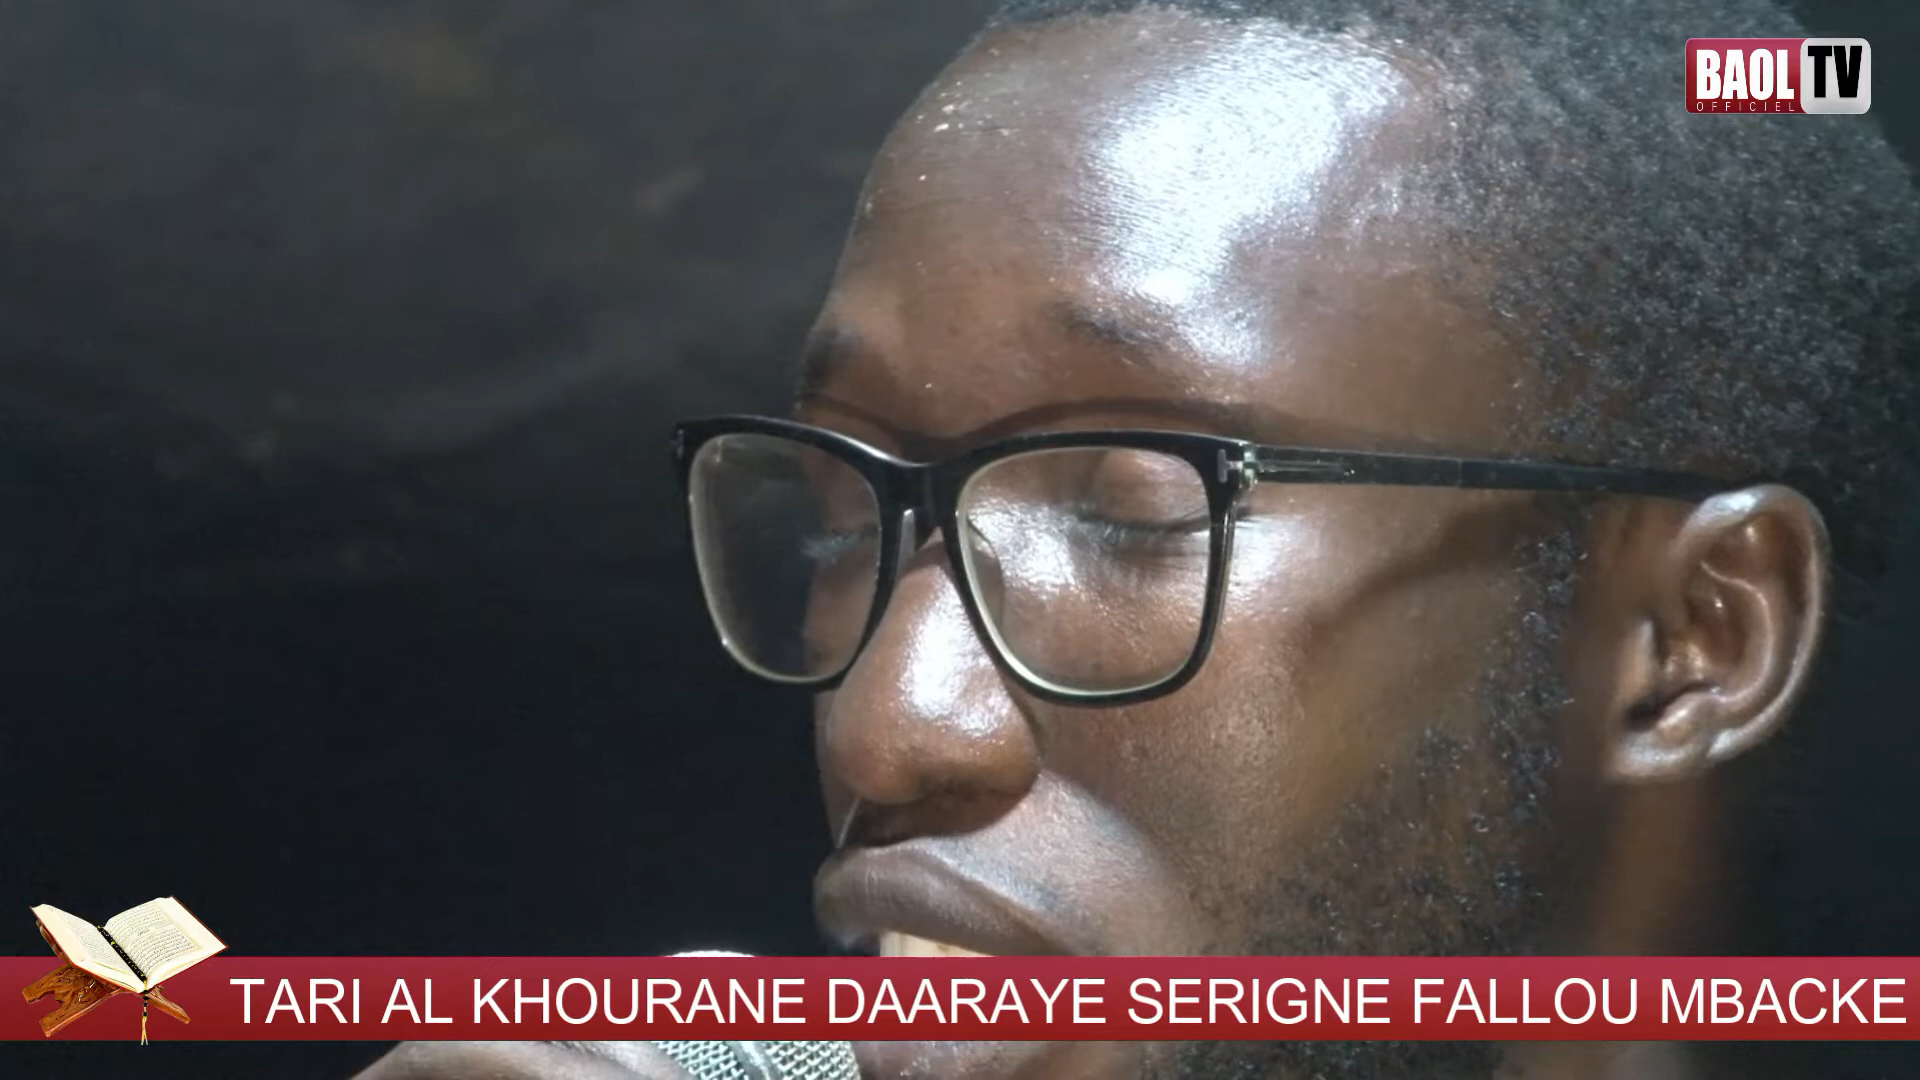 BAOL TV
OFFICIEL
TARI AL KHOURANE DAARAYE SERIGNE FALLOU MBACKE